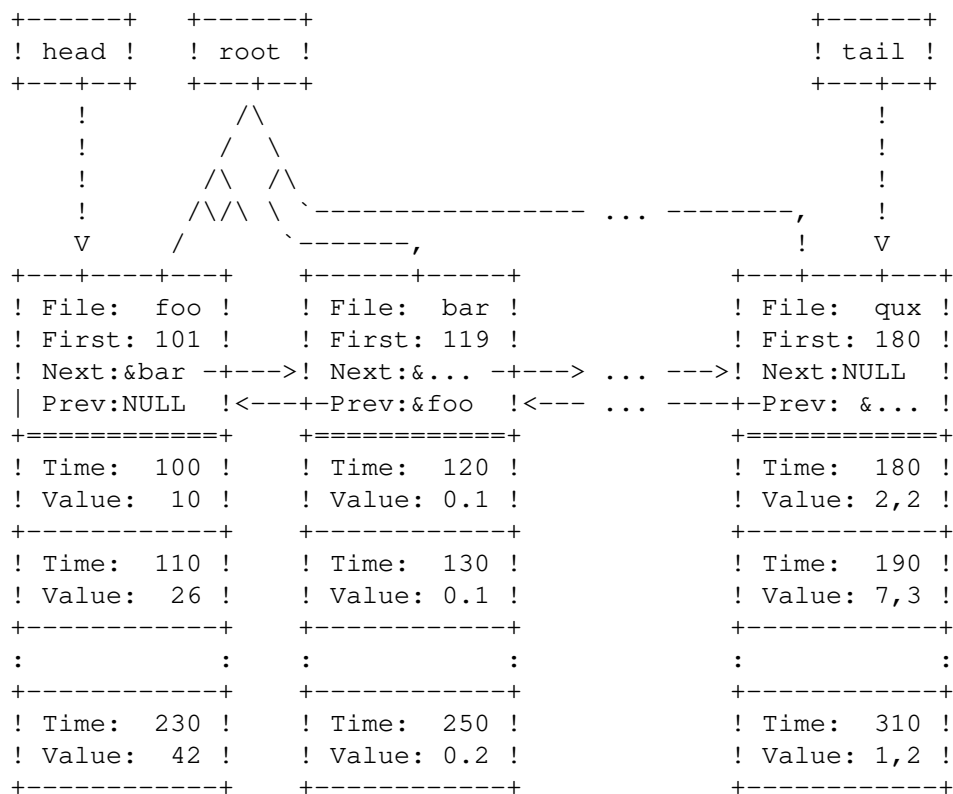 +------+   +------+                                +------+
! head !   ! root !                                ! tail !
+---+--+   +---+--+                                +---+--+
    !         /\                                       !
    !        /  \                                      !
    !       /\  /\                                     !
    !      /\/\ \ `----------------- ... --------,     !
    V     /      `-------,                       !     V
+---+----+---+    +------+-----+             +---+----+---+
! File:  foo !    ! File:  bar !             ! File:  qux !
! First: 101 !    ! First: 119 !             ! First: 180 !
! Next:&bar -+--->! Next:&... -+---> ... --->! Next:NULL  !
| Prev:NULL  !<---+-Prev:&foo  !<--- ... ----+-Prev: &... !
+============+    +============+             +============+
! Time:  100 !    ! Time:  120 !             ! Time:  180 !
! Value:  10 !    ! Value: 0.1 !             ! Value: 2,2 !
+------------+    +------------+             +------------+
! Time:  110 !    ! Time:  130 !             ! Time:  190 !
! Value:  26 !    ! Value: 0.1 !             ! Value: 7,3 !
+------------+    +------------+             +------------+
:            :    :            :             :            :
+------------+    +------------+             +------------+
! Time:  230 !    ! Time:  250 !             ! Time:  310 !
! Value:  42 !    ! Value: 0.2 !             ! Value: 1,2 !
+------------+    +------------+             +------------+